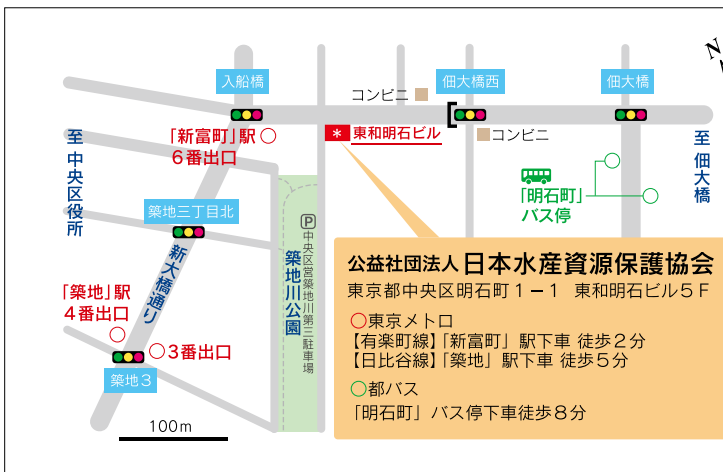 N
入船橋
佃大橋西
佃大橋
コンビニ
コンビニ
「新富町」駅
6番出口
* 東和明石ビル
至 中央区役所
至 佃大橋
「明石町」
バス停
築地三丁目北
新大橋通り
P 中央区営築地川第三駐車場
築地川公園
「築地」駅
4番出口
3番出口
築地3
100m
公益社団法人 日本水産資源保護協会
東京都中央区明石町1-1 東和明石ビル5F
○東京メトロ
【有楽町線】「新富町」駅下車 徒歩2分
【日比谷線】「築地」駅下車 徒歩5分
○都バス
「明石町」バス停下車徒歩8分